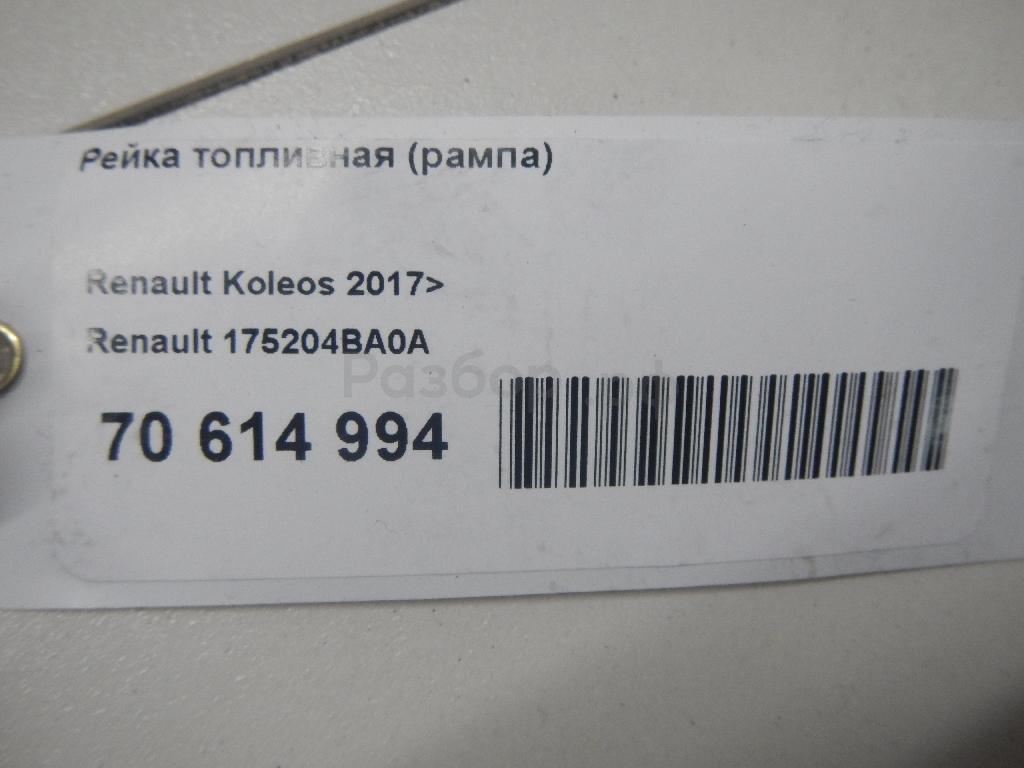 Рейка топливная (рампа)
Renault Koleos 2017>
Renault 175204BA0A
70 614 994